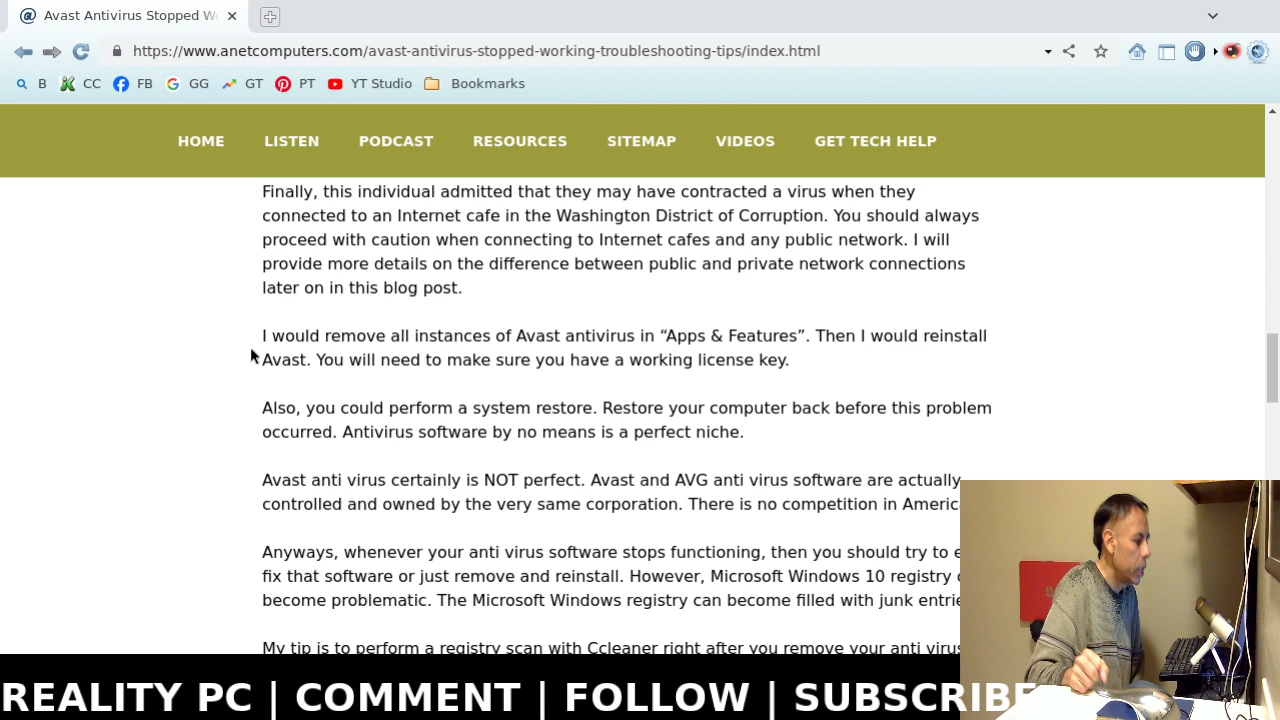 Avast Antivirus Stopped Wo
https://www.anetcomputers.com/avast-antivirus-stopped-working-troubleshooting-tips/index.html
B CC FB GG GT PT YT Studio Bookmarks
HOME LISTEN PODCAST RESOURCES SITEMAP VIDEOS GET TECH HELP
Finally, this individual admitted that they may have contracted a virus when they
connected to an Internet cafe in the Washington District of Corruption. You should always
proceed with caution when connecting to Internet cafes and any public network. I will
provide more details on the difference between public and private network connections
later on in this blog post.
I would remove all instances of Avast antivirus in “Apps & Features”. Then I would reinstall
Avast. You will need to make sure you have a working license key.
Also, you could perform a system restore. Restore your computer back before this problem
occurred. Antivirus software by no means is a perfect niche.
Avast anti virus certainly is NOT perfect. Avast and AVG anti virus software are actually
controlled and owned by the very same corporation. There is no competition in Americ
Anyways, whenever your anti virus software stops functioning, then you should try to e
fix that software or just remove and reinstall. However, Microsoft Windows 10 registry
become problematic. The Microsoft Windows registry can become filled with junk entrie
My tip is to perform a registry scan with Ccleaner right after you remove your anti virus
REALITY PC | COMMENT | FOLLOW | SUBSCRIBE